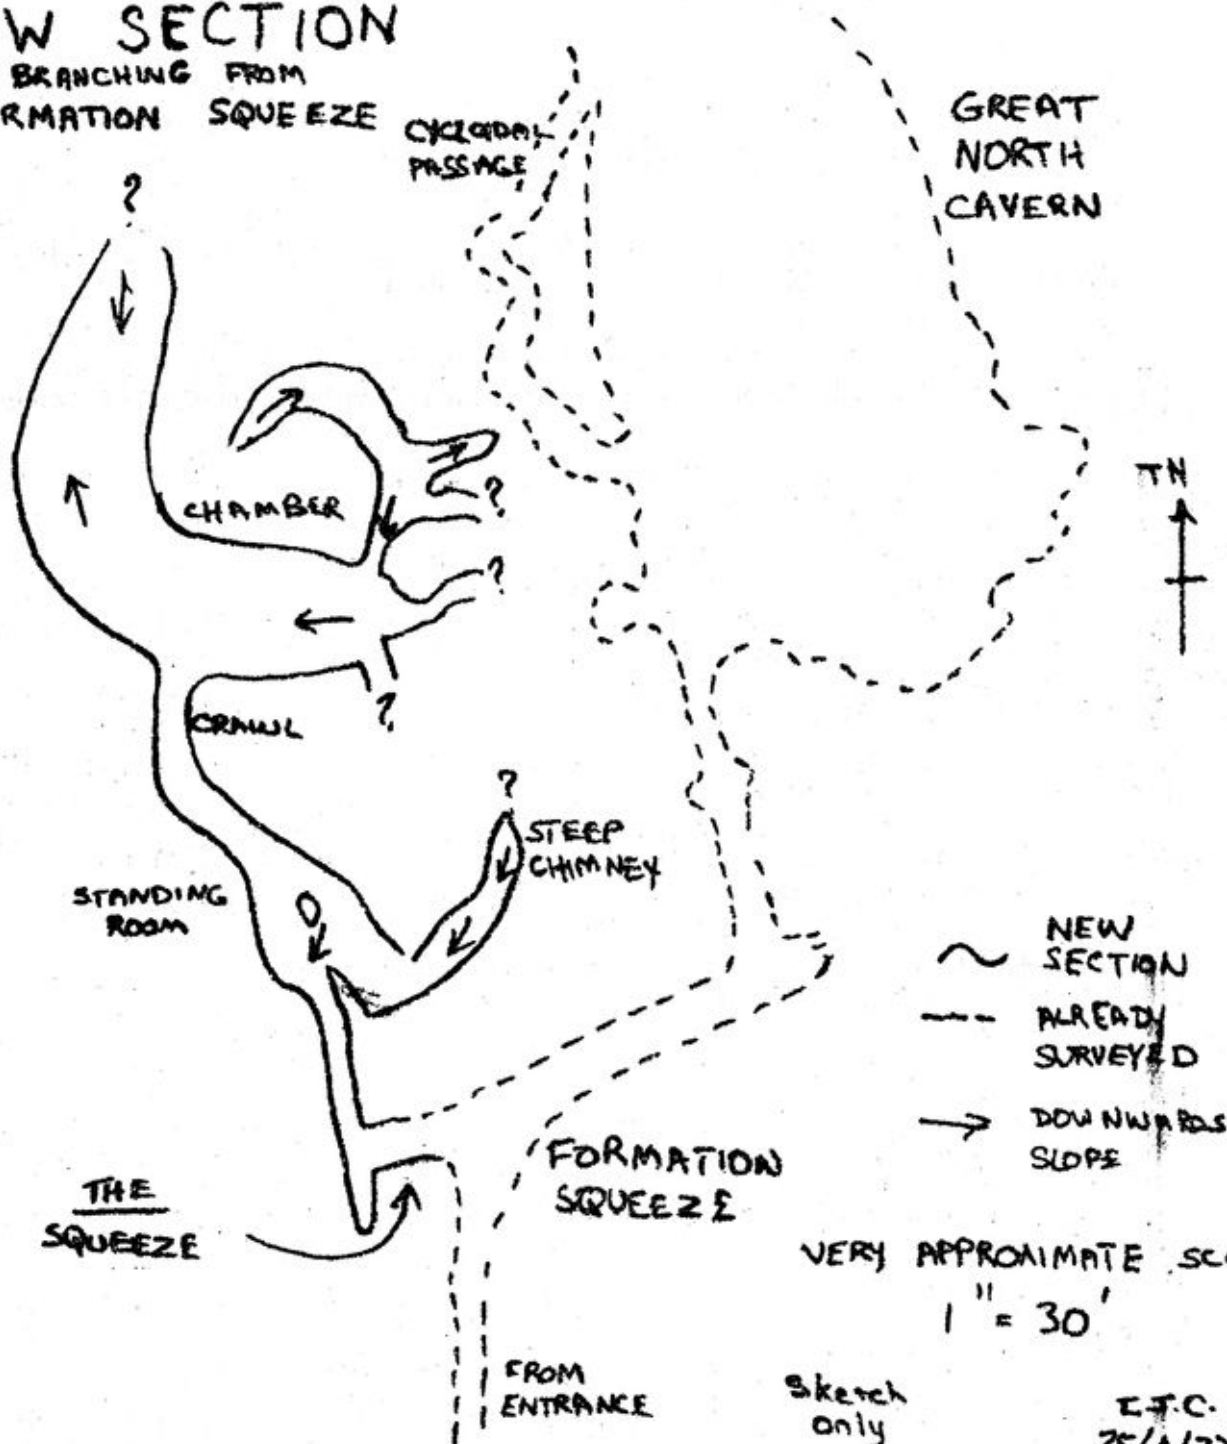 W SECTION
BRANCHING FROM
RMATION SQUEEZE
CYCLOIDAL
PASSAGE
GREAT
NORTH
CAVERN
?
CHAMBER
?
?
TN
CRAWL
?
?
STEEP
CHIMNEY
STANDING
ROOM
NEW
SECTION
ALREADY
SURVEYED
DOWNWARDS
SLOPE
FORMATION
SQUEEZE
THE
SQUEEZE
VERY APPROXIMATE SC
1" = 30'
FROM
ENTRANCE
Sketch
only